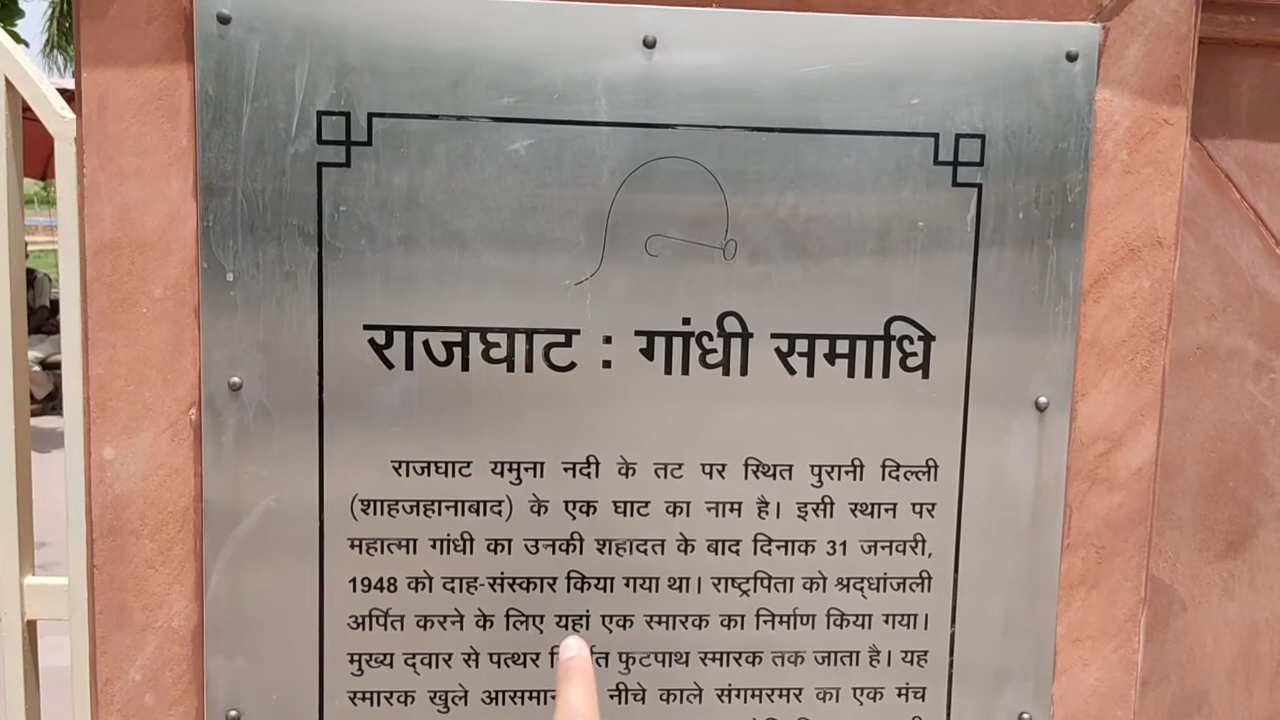 राजघाट : गांधी समाधि
राजघाट यमुना नदी के तट पर स्थित पुरानी दिल्ली
(शाहजहानाबाद) के एक घाट का नाम है। इसी स्थान पर
महात्मा गांधी का उनकी शहादत के बाद दिनाक 31 जनवरी,
1948 को दाह-संस्कार किया गया था। राष्ट्रपिता को श्रद्धांजली
अर्पित करने के लिए यहां एक स्मारक का निर्माण किया गया।
मुख्य द्वार से पत्थर फुटपाथ स्मारक तक जाता है। यह
स्मारक खुले नीचे काले संगमरमर का एक मंच